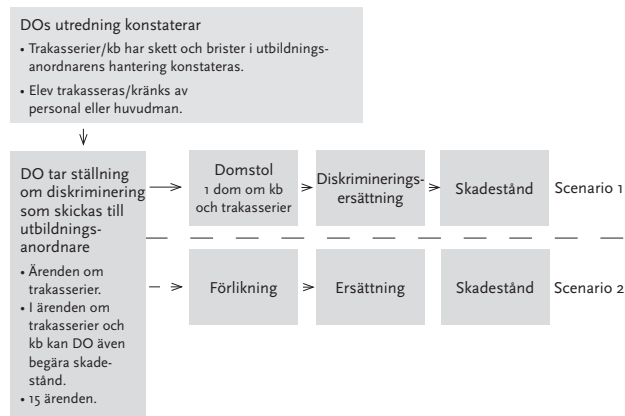 DOs utredning konstaterar
• Trakasserier/kb har skett och brister i utbildnings-
anordnarens hantering konstateras.
• Elev trakasseras/kränks av
personal eller huvudman.
DO tar ställning
om diskriminering
som skickas till
utbildnings-
anordnare
• Ärenden om
trakasserier.
• I ärenden om
trakasserier och
kb kan DO även
begära skade-
stånd.
• 15 ärenden.
Domstol
1 dom om kb
och trakasserier
Diskriminerings-
ersättning
Skadestånd
Scenario 1
Förlikning
Ersättning
Skadestånd
Scenario 2